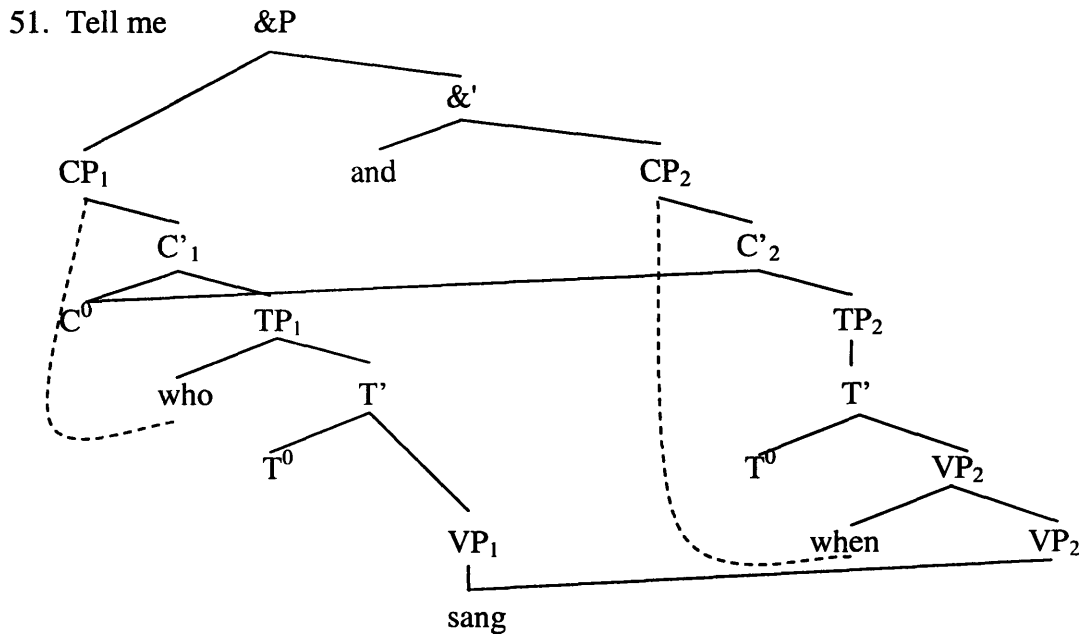 51. Tell me &P
&'
CP₁ and CP₂
C’₁ C’₂
C⁰ TP₁ TP₂
who T’ T’
T⁰ T⁰ VP₂
VP₁ when VP₂
sang